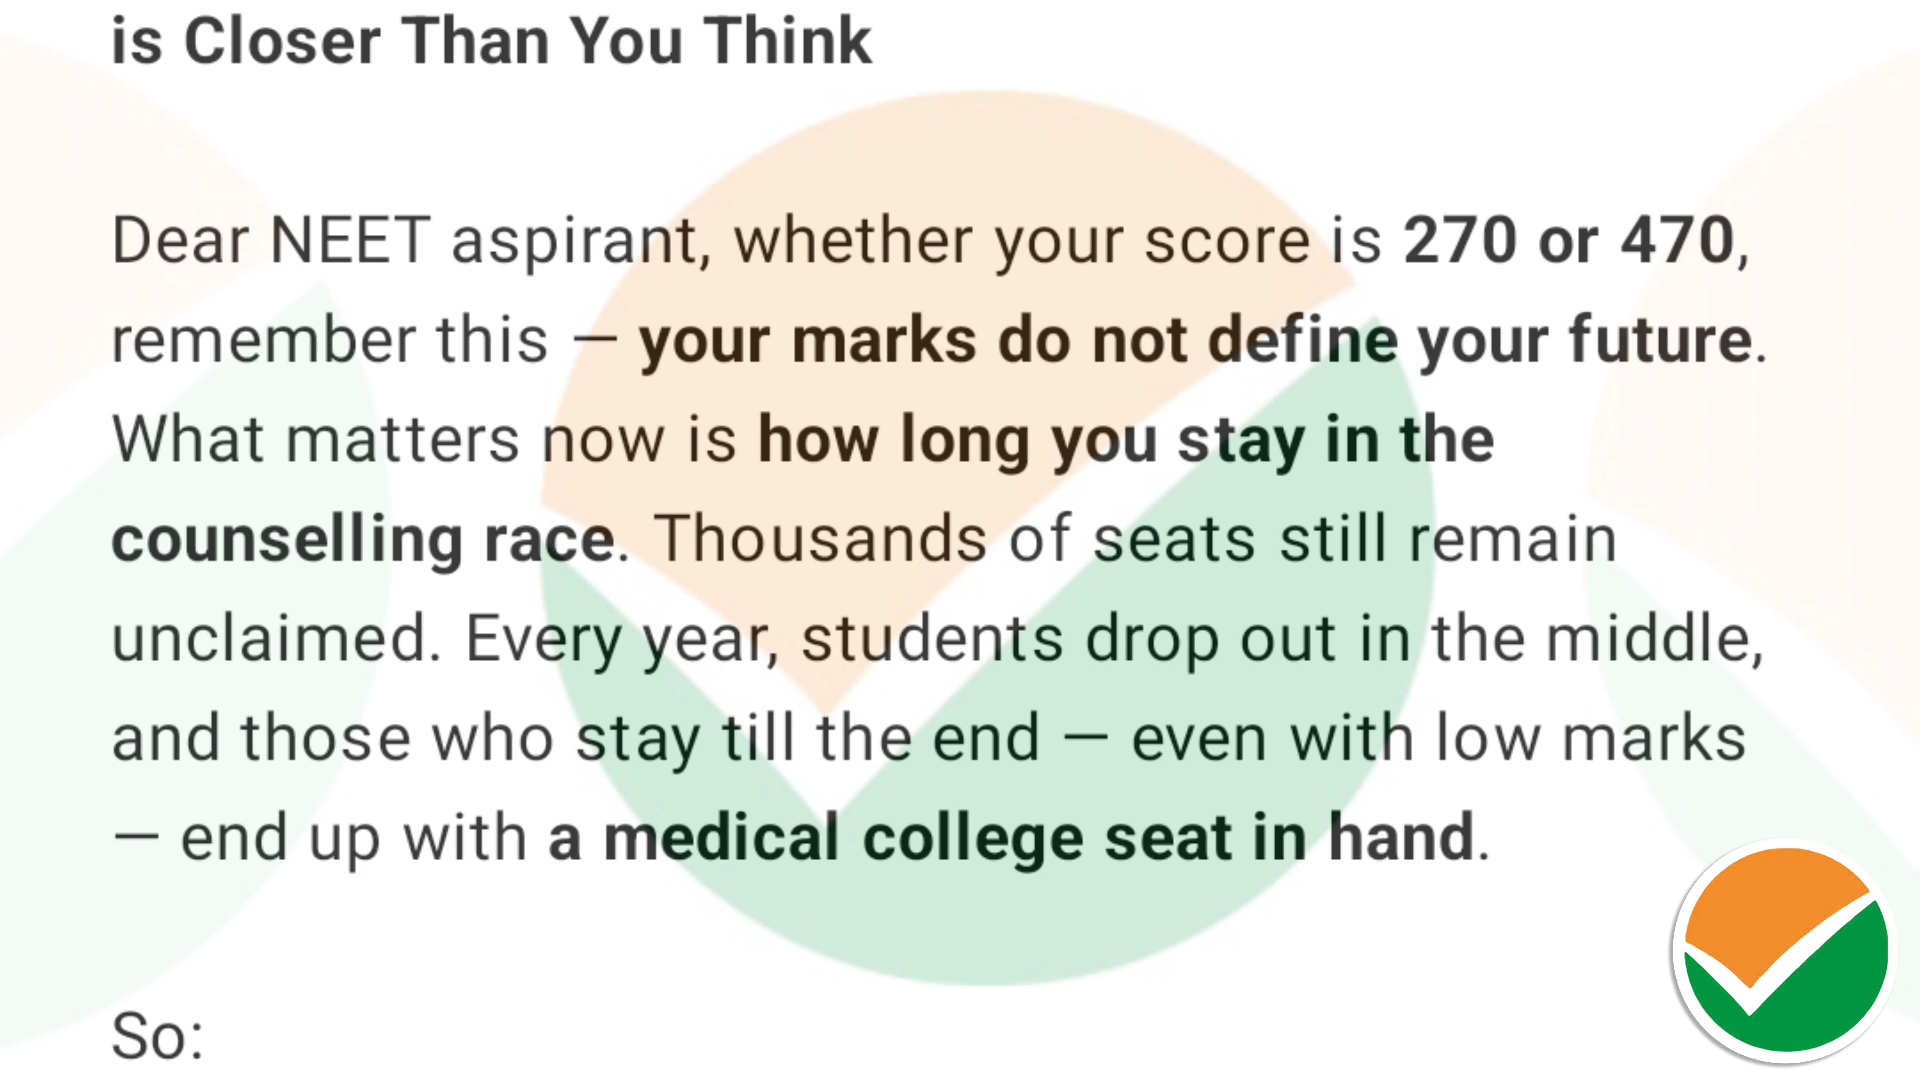 is Closer Than You Think
Dear NEET aspirant, whether your score is 270 or 470,
remember this — your marks do not define your future.
What matters now is how long you stay in the
counselling race. Thousands of seats still remain
unclaimed. Every year, students drop out in the middle,
and those who stay till the end — even with low marks
— end up with a medical college seat in hand.
So: